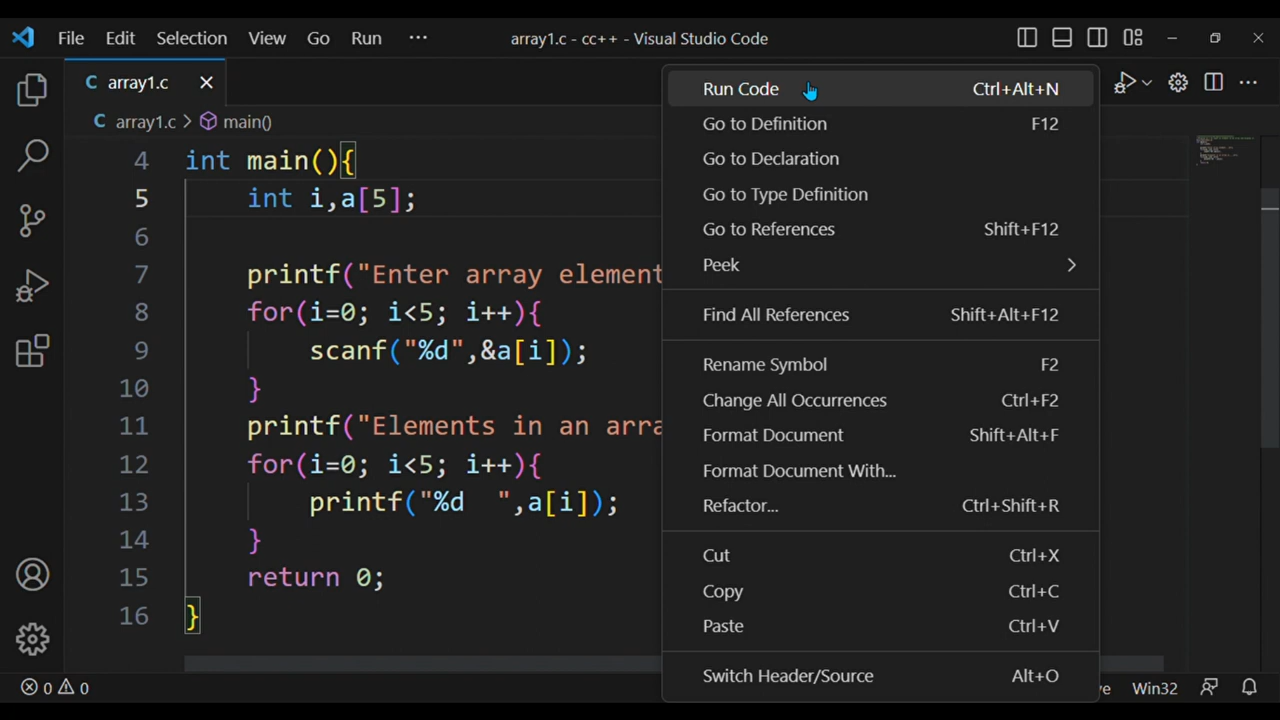 File Edit Selection View Go Run ··· array1.c - cc++ - Visual Studio Code
C array1.c
C array1.c > main()
4 int main(){
5 int i,a[5];
6
7 printf("Enter array element
8 for(i=0; i<5; i++){
9 scanf("%d",&a[i]);
10 }
11 printf("Elements in an arra
12 for(i=0; i<5; i++){
13 printf("%d  ",a[i]);
14 }
15 return 0;
16 }
Run Code Ctrl+Alt+N
Go to Definition F12
Go to Declaration
Go to Type Definition
Go to References Shift+F12
Peek
Find All References Shift+Alt+F12
Rename Symbol F2
Change All Occurrences Ctrl+F2
Format Document Shift+Alt+F
Format Document With...
Refactor... Ctrl+Shift+R
Cut Ctrl+X
Copy Ctrl+C
Paste Ctrl+V
Switch Header/Source Alt+O
0 0 ve Win32